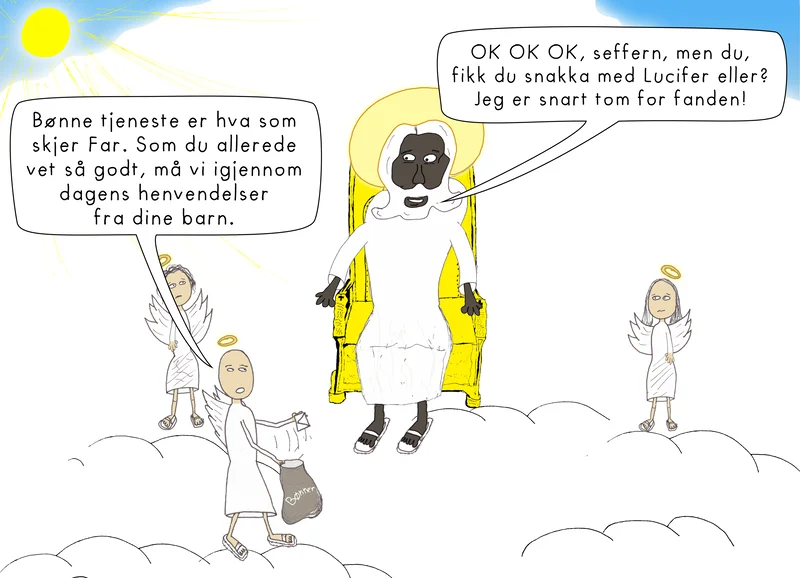 Bønne tjeneste er hva som
skjer Far. Som du allerede
vet så godt, må vi igjennom
dagens henvendelser
fra dine barn.
OK OK OK, seffern, men du,
fikk du snakka med Lucifer eller?
Jeg er snart tom for fanden!
Bønner